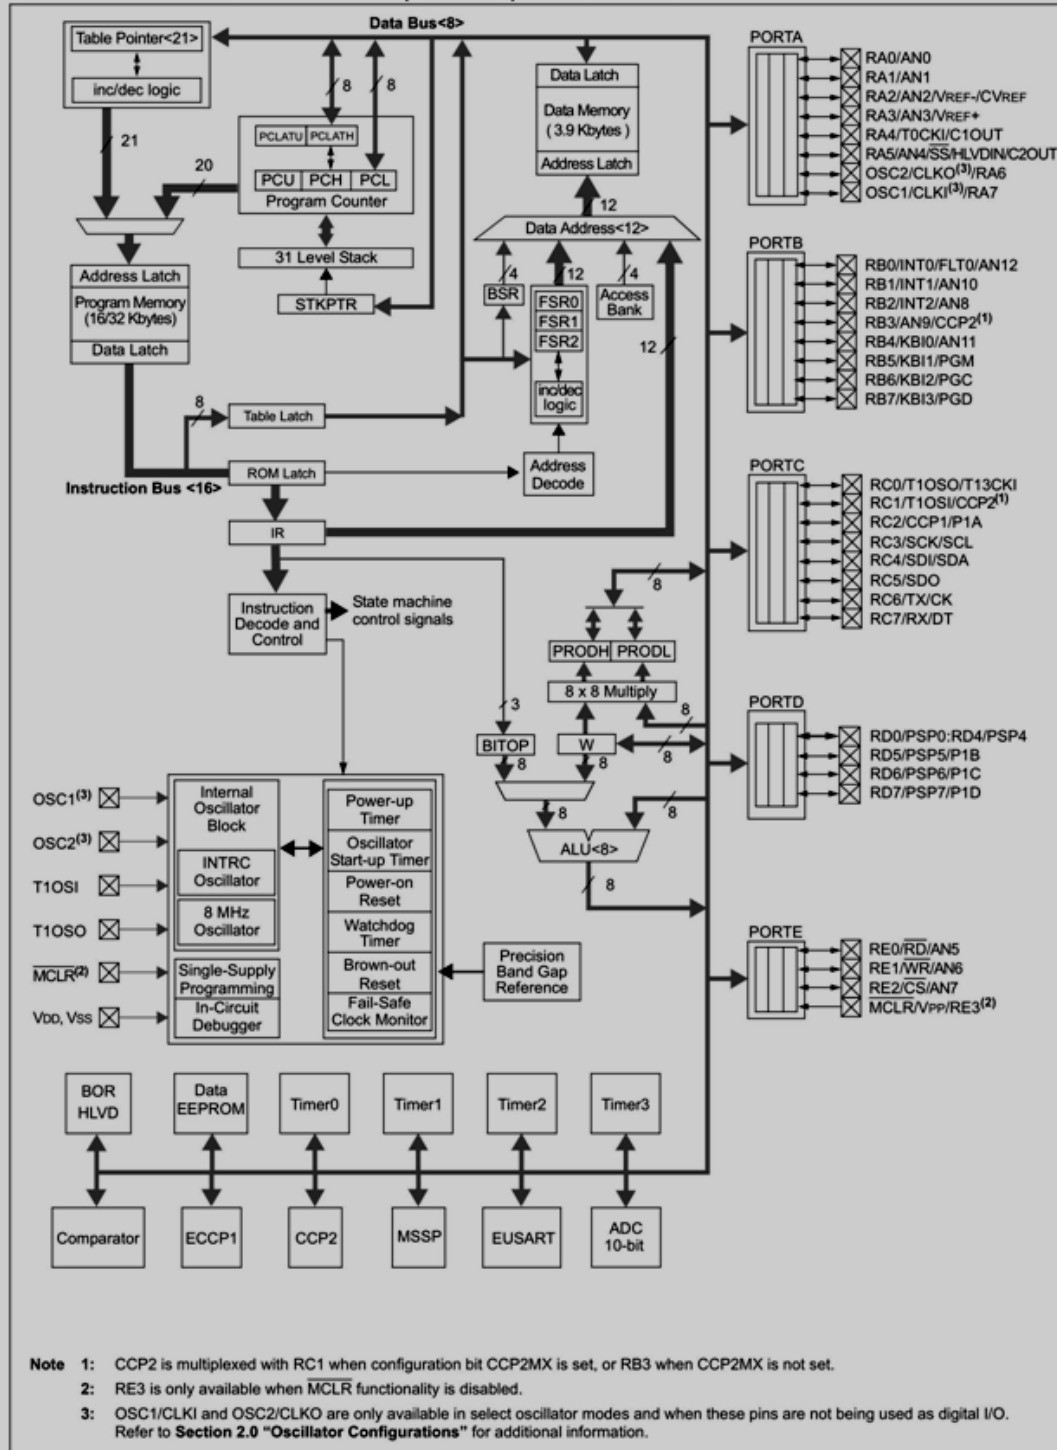 Data Bus<8>
Table Pointer<21>
inc/dec logic
21
20
8
8
PCLATU PCLATH
PCU PCH PCL
Program Counter
31 Level Stack
STKPTR
Address Latch
Program Memory
(16/32 Kbytes)
Data Latch
8
Table Latch
ROM Latch
Instruction Bus <16>
IR
Data Latch
Data Memory
( 3.9 Kbytes )
Address Latch
12
Data Address<12>
4
12
4
BSR
FSR0
FSR1
FSR2
inc/dec
logic
Access
Bank
12
Address
Decode
Instruction
Decode and
Control
State machine
control signals
8
PRODH PRODL
8 x 8 Multiply
3
8
BITOP
W
8
8
8
8
8
ALU<8>
8
OSC1(3)
OSC2(3)
T1OSI
T1OSO
MCLR(2)
VDD, VSS
Internal
Oscillator
Block
INTRC
Oscillator
8 MHz
Oscillator
Single-Supply
Programming
In-Circuit
Debugger
Power-up
Timer
Oscillator
Start-up Timer
Power-on
Reset
Watchdog
Timer
Brown-out
Reset
Fail-Safe
Clock Monitor
Precision
Band Gap
Reference
PORTA
RA0/AN0
RA1/AN1
RA2/AN2/VREF-/CVREF
RA3/AN3/VREF+
RA4/T0CKI/C1OUT
RA5/AN4/SS/HLVDIN/C2OUT
OSC2/CLKO(3)/RA6
OSC1/CLKI(3)/RA7
PORTB
RB0/INT0/FLT0/AN12
RB1/INT1/AN10
RB2/INT2/AN8
RB3/AN9/CCP2(1)
RB4/KBI0/AN11
RB5/KBI1/PGM
RB6/KBI2/PGC
RB7/KBI3/PGD
PORTC
RC0/T1OSO/T13CKI
RC1/T1OSI/CCP2(1)
RC2/CCP1/P1A
RC3/SCK/SCL
RC4/SDI/SDA
RC5/SDO
RC6/TX/CK
RC7/RX/DT
PORTD
RD0/PSP0:RD4/PSP4
RD5/PSP5/P1B
RD6/PSP6/P1C
RD7/PSP7/P1D
PORTE
RE0/RD/AN5
RE1/WR/AN6
RE2/CS/AN7
MCLR/VPP/RE3(2)
BOR
HLVD
Data
EEPROM
Timer0
Timer1
Timer2
Timer3
Comparator
ECCP1
CCP2
MSSP
EUSART
ADC
10-bit
Note 1: CCP2 is multiplexed with RC1 when configuration bit CCP2MX is set, or RB3 when CCP2MX is not set.
2: RE3 is only available when MCLR functionality is disabled.
3: OSC1/CLKI and OSC2/CLKO are only available in select oscillator modes and when these pins are not being used as digital I/O.
Refer to Section 2.0 "Oscillator Configurations" for additional information.